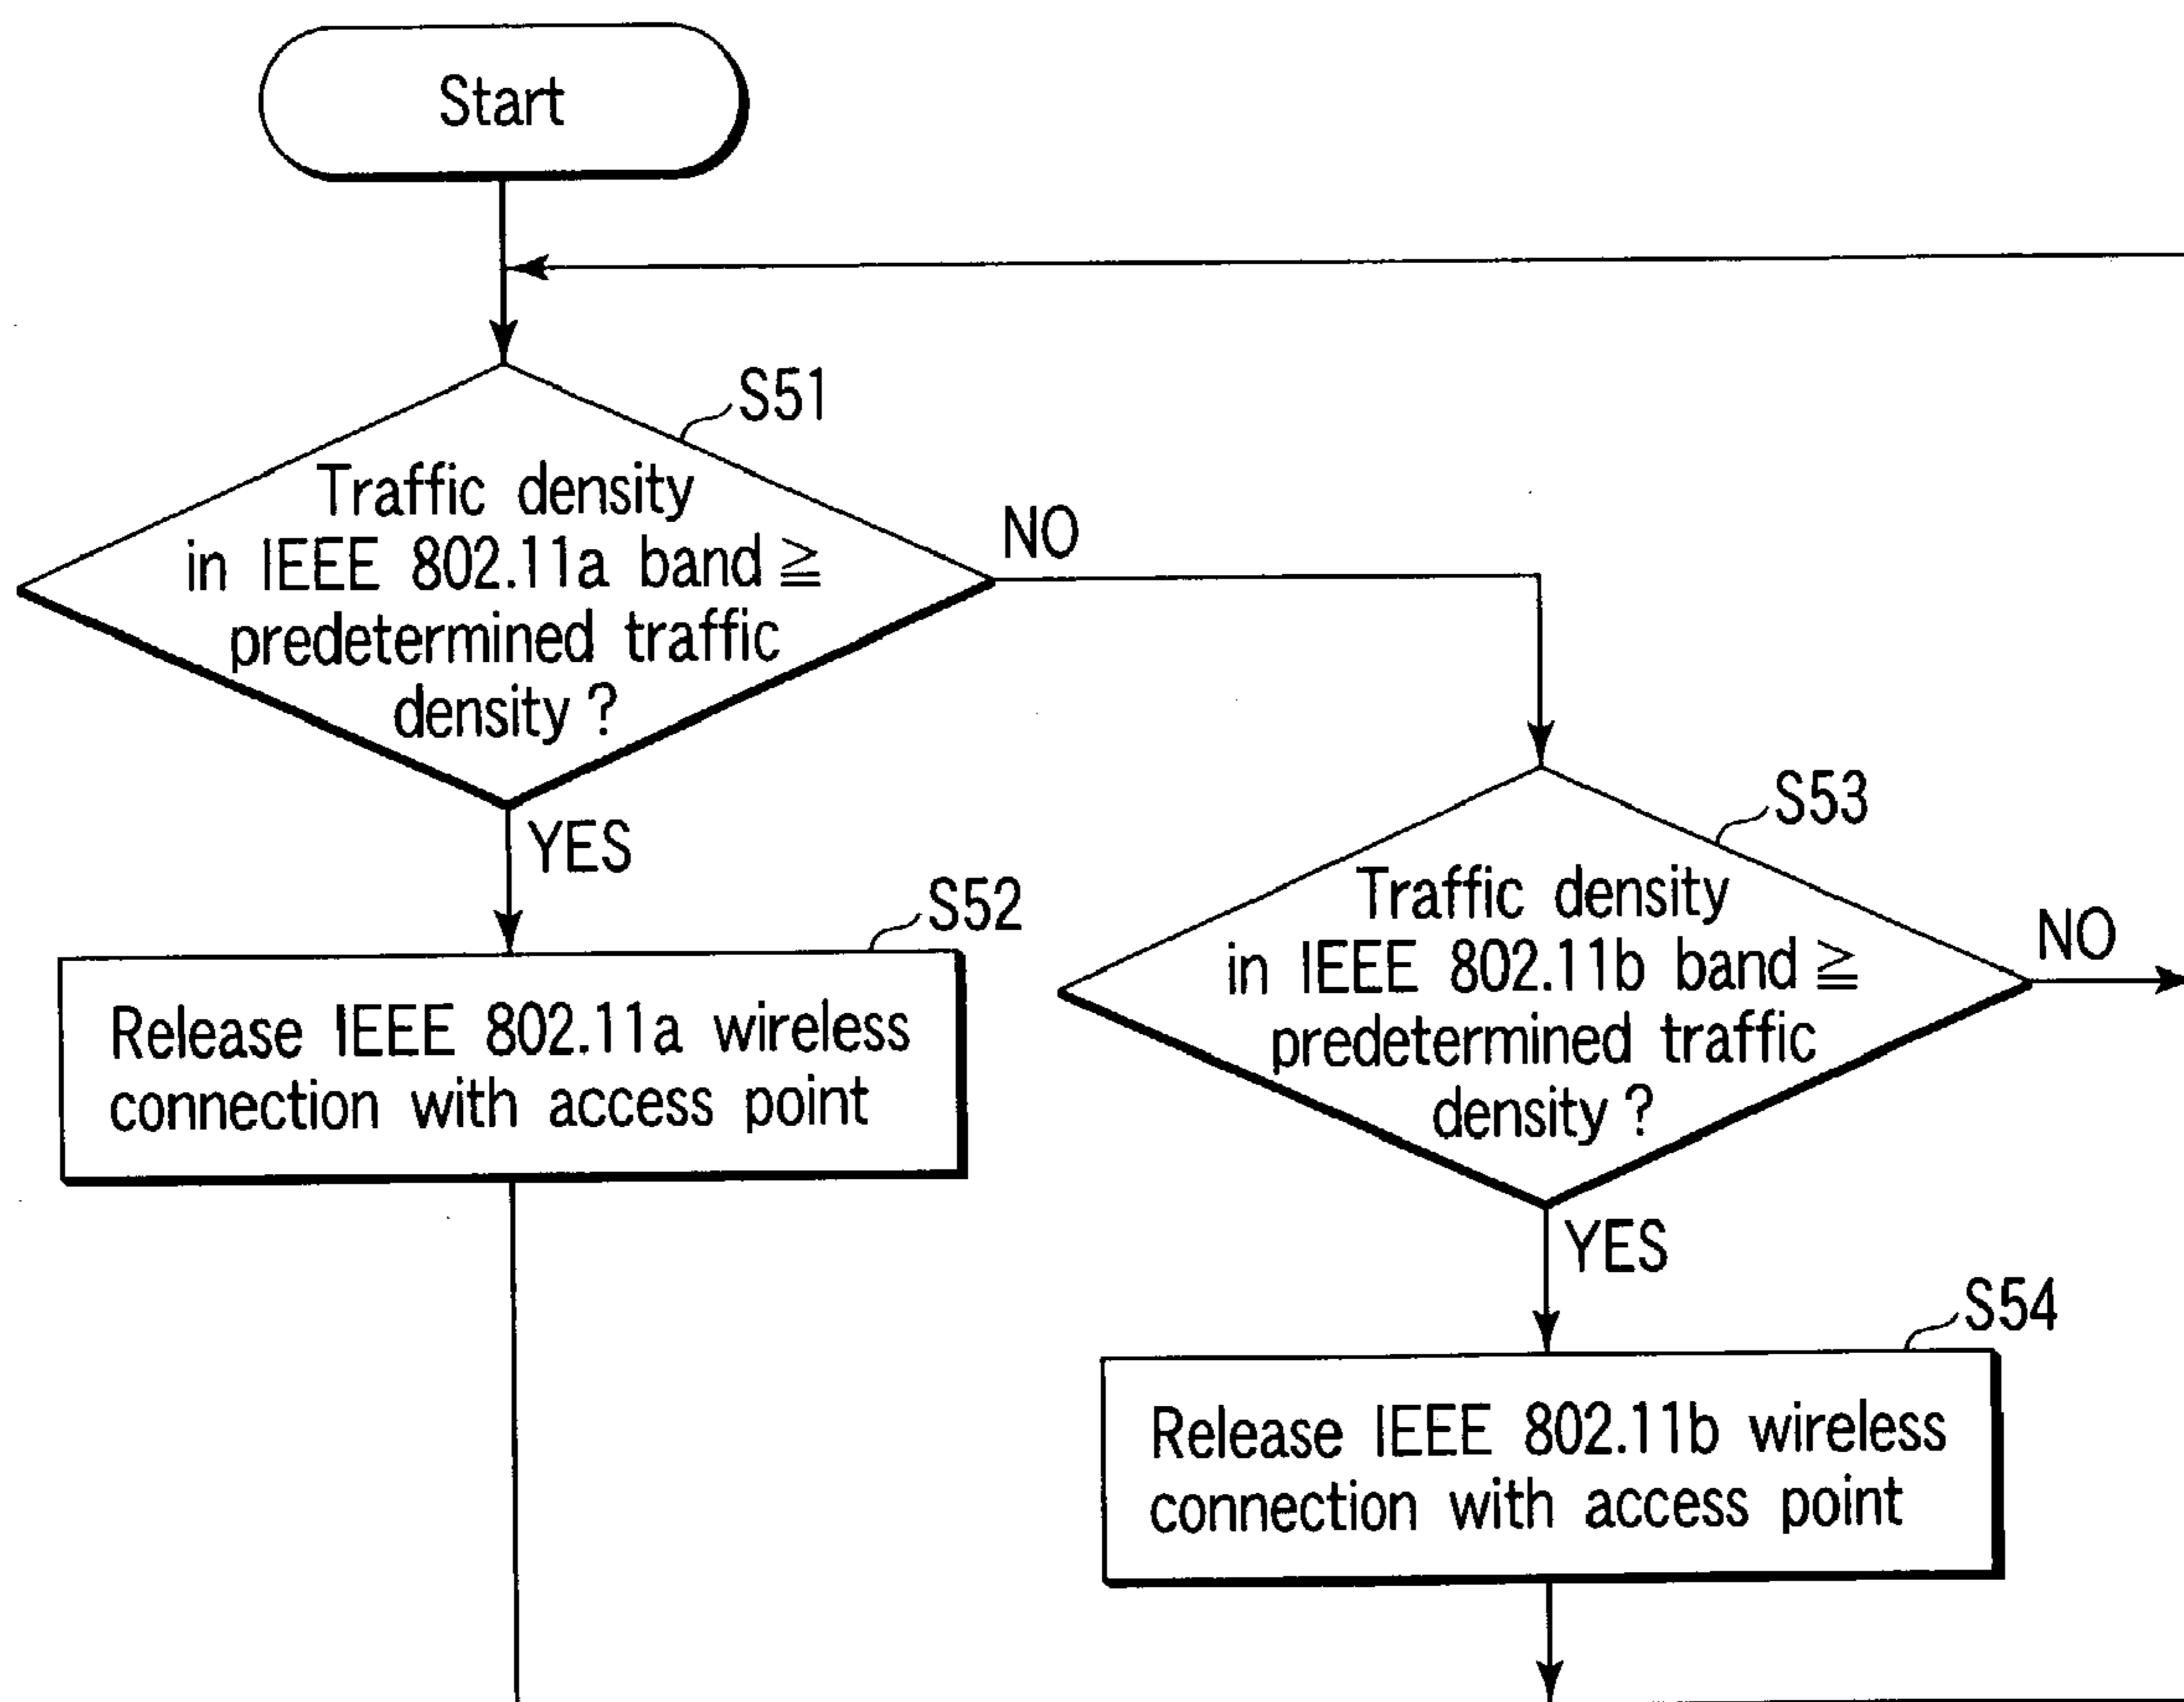 Start
S51
Traffic density
in IEEE 802.11a band ≧
predetermined traffic
density ?
NO
YES
S52
Release IEEE 802.11a wireless
connection with access point
S53
Traffic density
in IEEE 802.11b band ≧
predetermined traffic
density ?
NO
YES
S54
Release IEEE 802.11b wireless
connection with access point